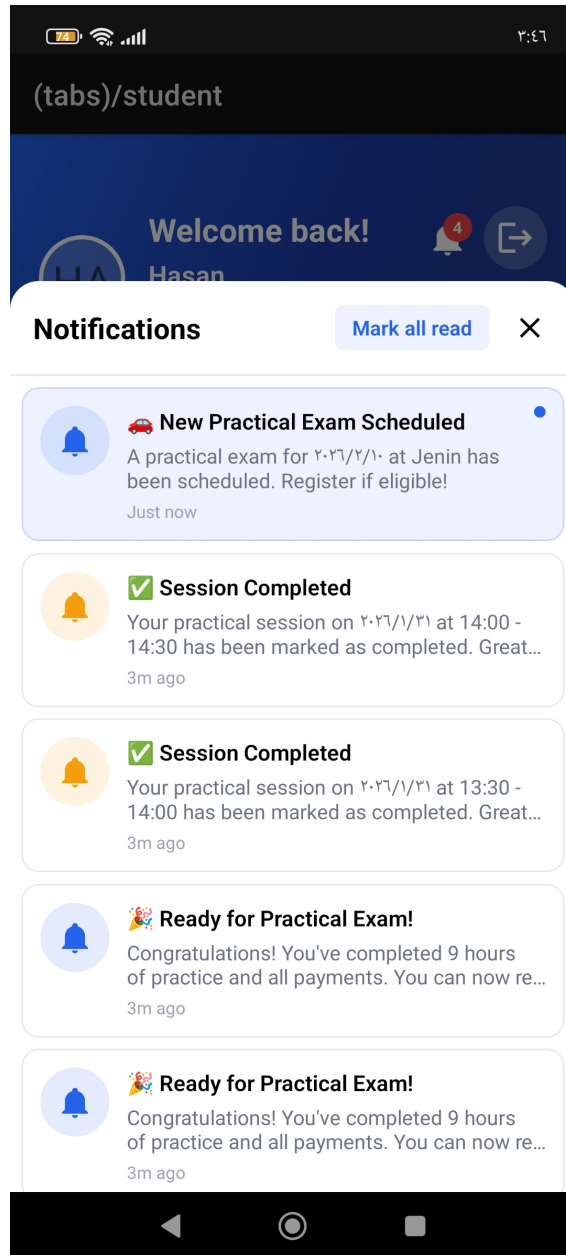 74
٣:٤٦
(tabs)/student
Welcome back!
4
HA
Hasan
Notifications
Mark all read
🚗 New Practical Exam Scheduled
A practical exam for ٢٠٢٦/٢/١٠ at Jenin has
been scheduled. Register if eligible!
Just now
✅ Session Completed
Your practical session on ٢٠٢٦/١/٣١ at 14:00 -
14:30 has been marked as completed. Great...
3m ago
✅ Session Completed
Your practical session on ٢٠٢٦/١/٣١ at 13:30 -
14:00 has been marked as completed. Great...
3m ago
🎉 Ready for Practical Exam!
Congratulations! You've completed 9 hours
of practice and all payments. You can now re...
3m ago
🎉 Ready for Practical Exam!
Congratulations! You've completed 9 hours
of practice and all payments. You can now re...
3m ago